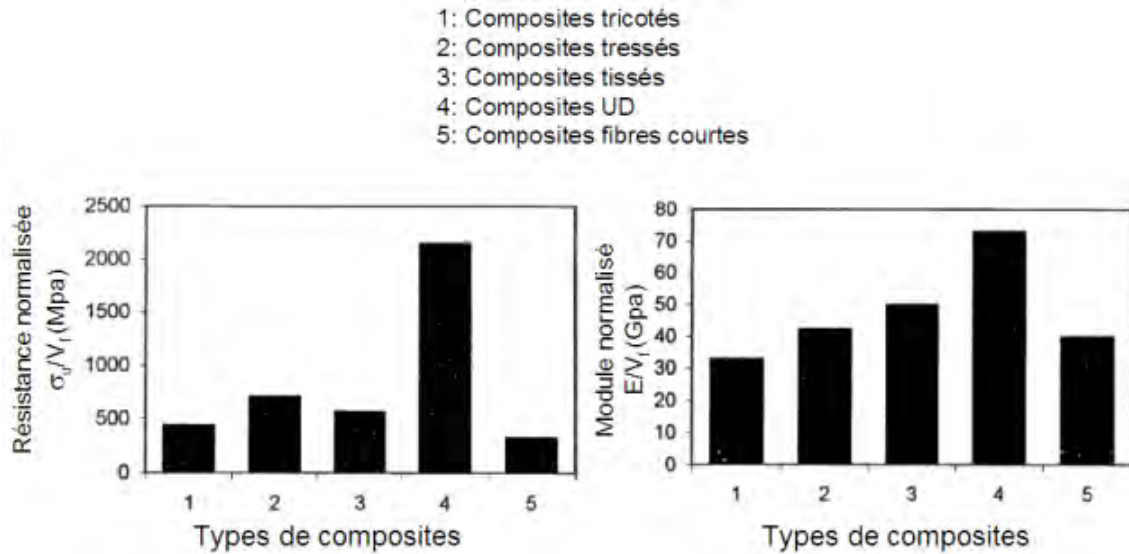 1: Composites tricotés
2: Composites tressés
3: Composites tissés
4: Composites UD
5: Composites fibres courtes
Résistance normalisée
σu/Vf (Mpa)
2500
2000
1500
1000
500
0
1 2 3 4 5
Types de composites
Module normalisé
E/Vf (Gpa)
80
70
60
50
40
30
20
10
0
1 2 3 4 5
Types de composites